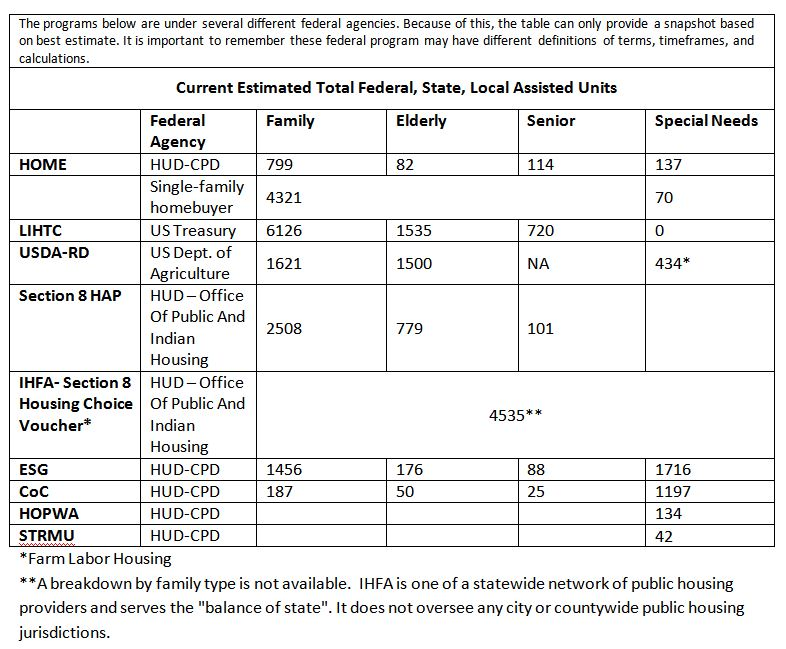 The programs below are under several different federal agencies. Because of this, the table can only provide a snapshot based
on best estimate. It is important to remember these federal program may have different definitions of terms, timeframes, and
calculations.
Current Estimated Total Federal, State, Local Assisted Units
Federal Agency Family Elderly Senior Special Needs
HOME HUD-CPD 799 82 114 137
Single-family homebuyer 4321 70
LIHTC US Treasury 6126 1535 720 0
USDA-RD US Dept. of Agriculture 1621 1500 NA 434*
Section 8 HAP HUD – Office Of Public And Indian Housing 2508 779 101
IHFA- Section 8 Housing Choice Voucher* HUD – Office Of Public And Indian Housing 4535**
ESG HUD-CPD 1456 176 88 1716
CoC HUD-CPD 187 50 25 1197
HOPWA HUD-CPD 134
STRMU HUD-CPD 42
*Farm Labor Housing
**A breakdown by family type is not available.  IHFA is one of a statewide network of public housing
providers and serves the "balance of state". It does not oversee any city or countywide public housing
jurisdictions.